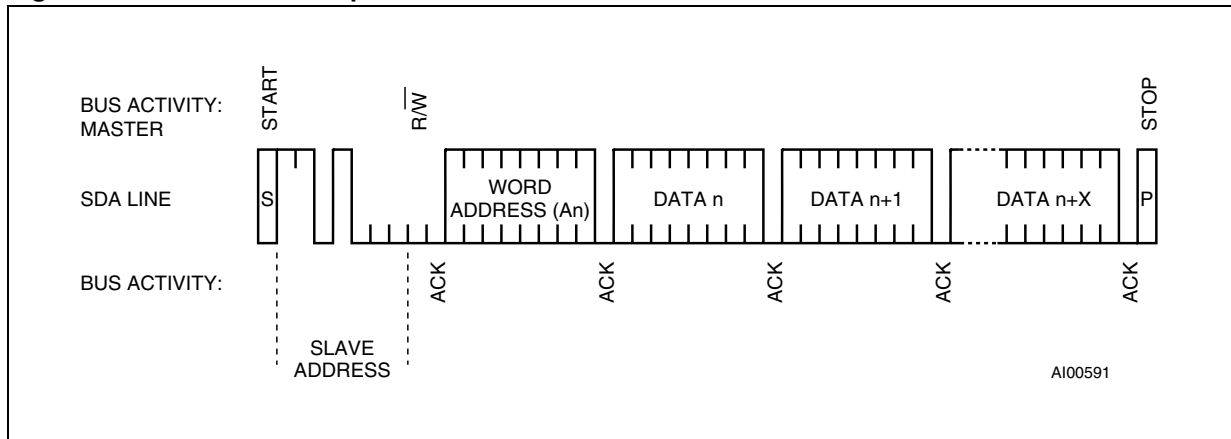 START
R/W
STOP
BUS ACTIVITY:
MASTER
SDA LINE
S
WORD
ADDRESS (An)
DATA n
DATA n+1
DATA n+X
P
BUS ACTIVITY:
ACK
ACK
ACK
ACK
ACK
SLAVE
ADDRESS
AI00591